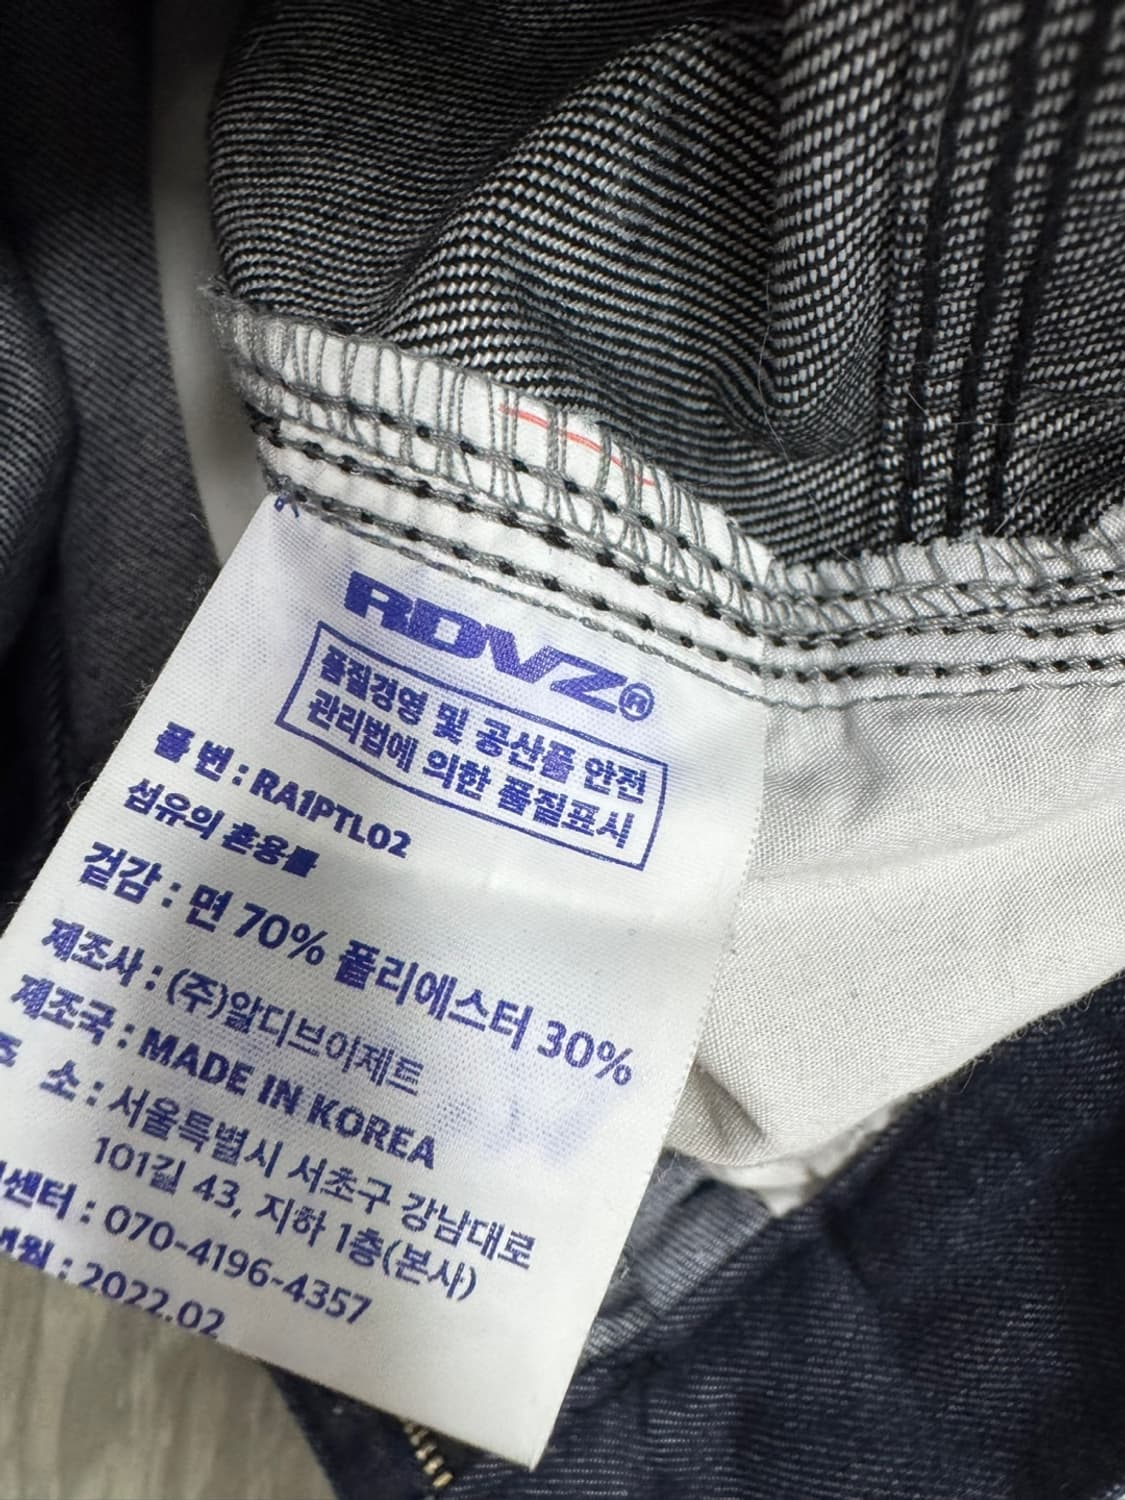 RDVZ®
품질경영 및 공산품 안전
관리법에 의한 품질표시
품 번 : RA1PTL02
섬유의 혼용률
겉감 : 면 70% 폴리에스터 30%
제조사 : (주)알디브이제트
제조국 : MADE IN KOREA
소 : 서울특별시 서초구 강남대로
101길 43, 지하 1층(본사)
센터 : 070-4196-4357
년월 : 2022.02